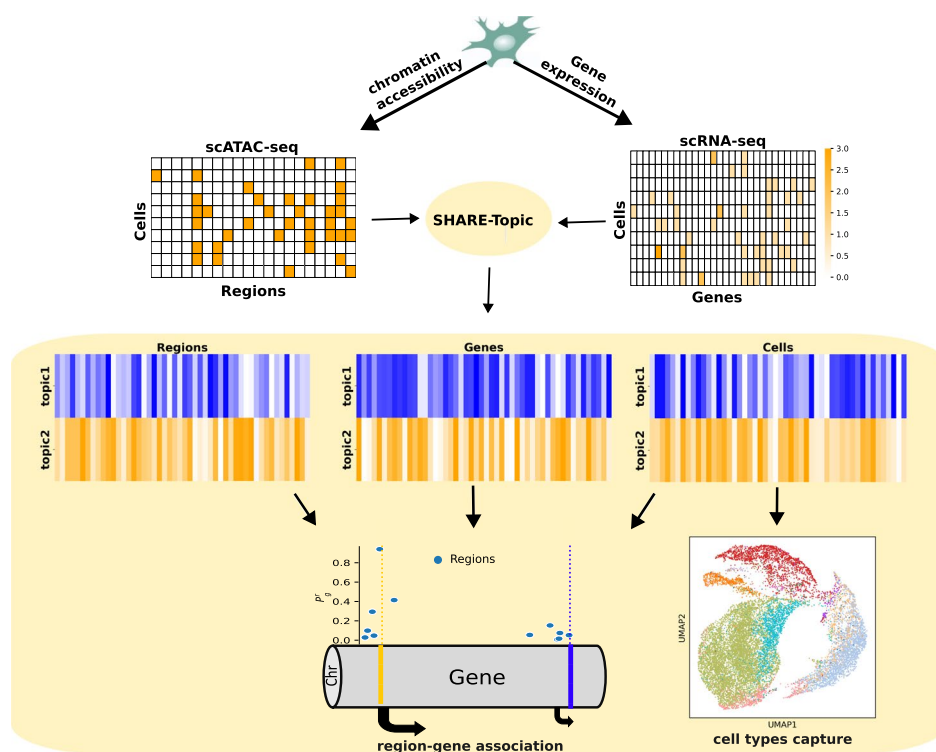 chromatin
accessibility
Gene
expression
scATAC-seq
Cells
Regions
SHARE-Topic
scRNA-seq
Cells
Genes
3.0
2.5
2.0
1.5
1.0
0.5
0.0
Regions
topic1
topic2
Genes
topic1
topic2
Cells
topic1
topic2
0.8
0.6
0.4
0.2
0.0
P_g^r
Regions
Chr
Gene
region-gene association
UMAP2
UMAP1
cell types capture